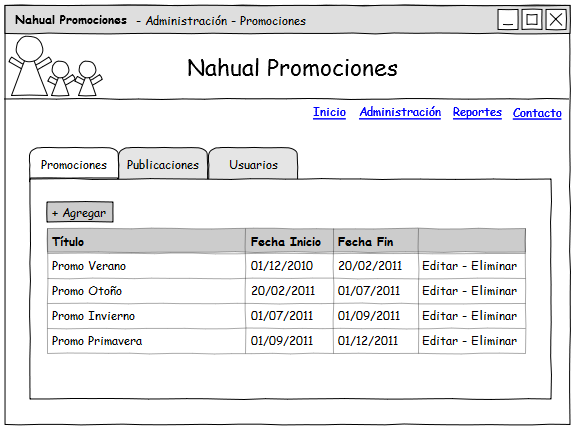 Nahual Promociones - Administración - Promociones
Nahual Promociones
Inicio Administración Reportes Contacto
Promociones Publicaciones Usuarios
+ Agregar
Título Fecha Inicio Fecha Fin
Promo Verano 01/12/2010 20/02/2011 Editar - Eliminar
Promo Otoño 20/02/2011 01/07/2011 Editar - Eliminar
Promo Invierno 01/07/2011 01/09/2011 Editar - Eliminar
Promo Primavera 01/09/2011 01/12/2011 Editar - Eliminar